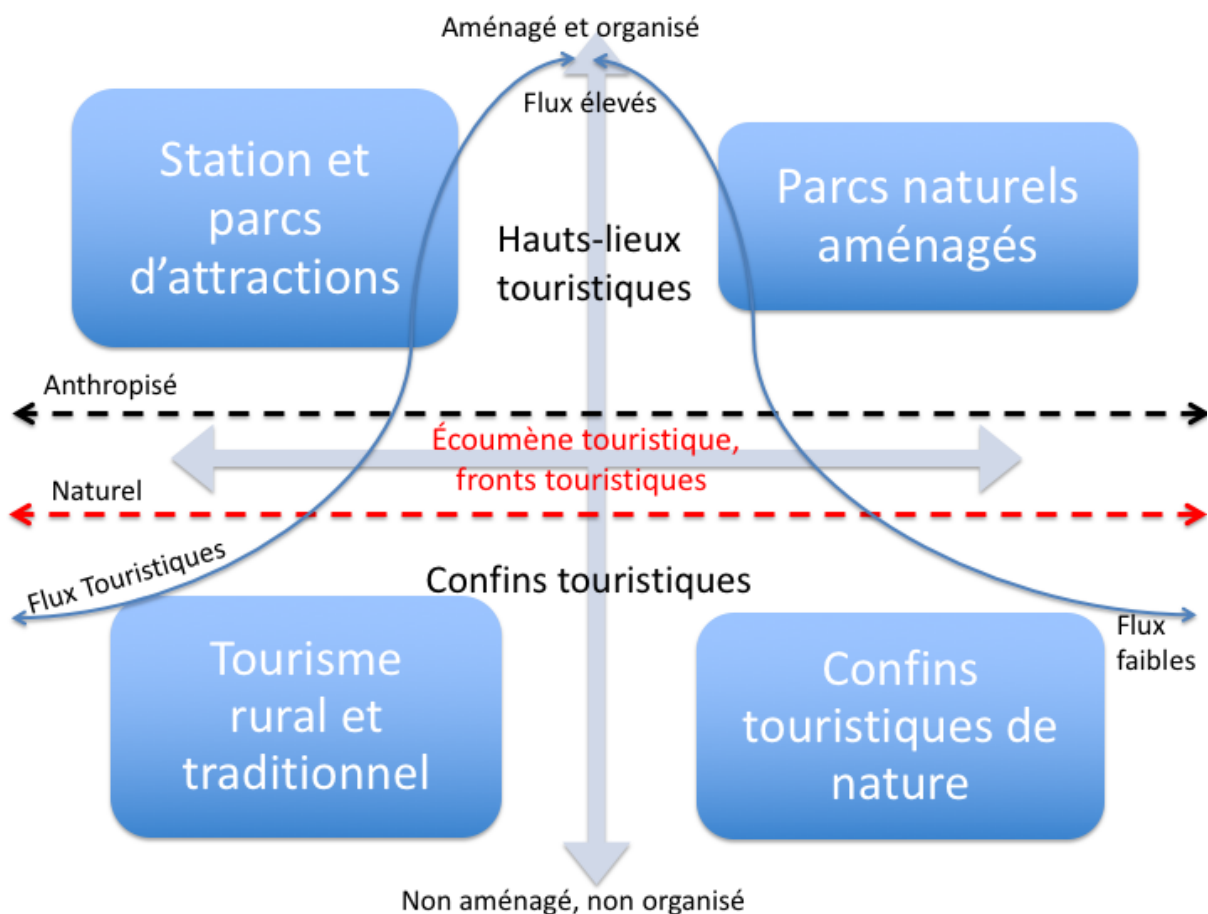 Aménagé et organisé
Flux élevés
Station et
parcs
d’attractions
Parcs naturels
aménagés
Hauts-lieux
touristiques
Anthropisé
Écoumène touristique,
fronts touristiques
Naturel
Flux Touristiques
Confins touristiques
Tourisme
rural et
traditionnel
Confins
touristiques de
nature
Flux
faibles
Non aménagé, non organisé